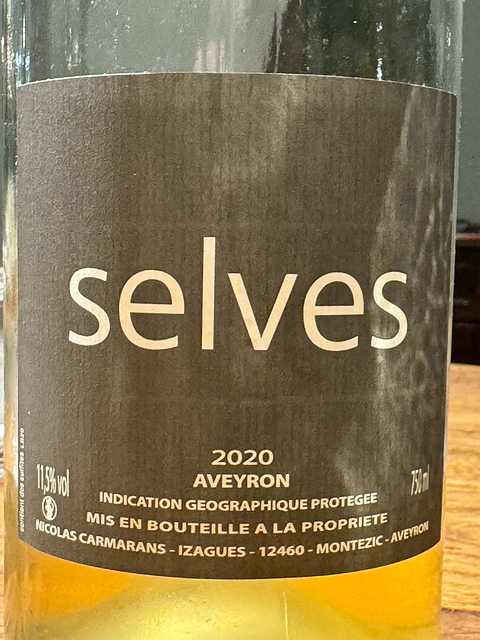 selves
2020
AVEYRON
11,5% vol
750 ml
INDICATION GEOGRAPHIQUE PROTEGEE
MIS EN BOUTEILLE A LA PROPRIETE
NICOLAS CARMARANS - IZAGUES - 12460 - MONTEZIC - AVEYRON
contient des sulfites LB20